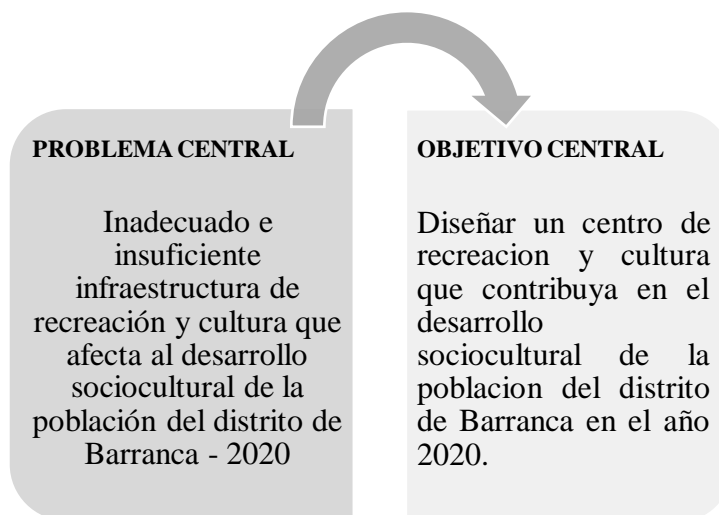 PROBLEMA CENTRAL
Inadecuado e
insuficiente
infraestructura de
recreación y cultura que
afecta al desarrollo
sociocultural de la
población del distrito de
Barranca - 2020
OBJETIVO CENTRAL
Diseñar un centro de
recreacion y cultura
que contribuya en el
desarrollo
sociocultural de la
poblacion del distrito
de Barranca en el año
2020.